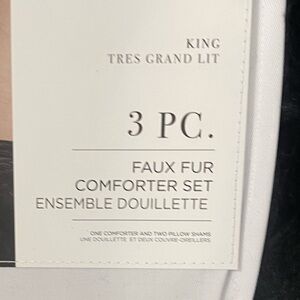 KING
TRES GRAND LIT
3 PC.
FAUX FUR
COMFORTER SET
ENSEMBLE DOUILLETTE
ONE COMFORTER AND TWO PILLOW SHAMS
UNE DOUILLETTE ET DEUX COUVRE-OREILLERS